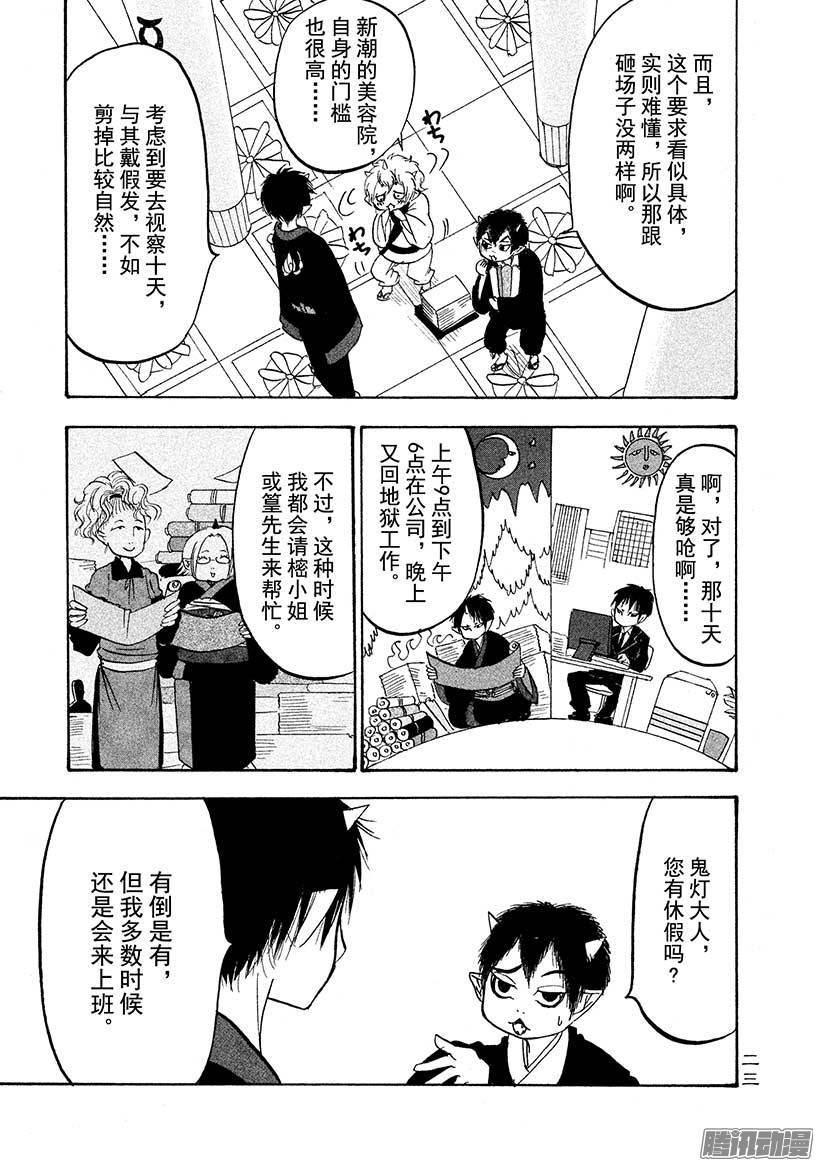 而且，
这个要求看似具体，
实则难懂，所以那跟
砸场子没两样啊。
新潮的美容院，
自身的门槛
也很高……
わち
わち
考虑到要去视察十天，
与其戴假发，不如
剪掉比较自然……
啊，对了，那十天
真是够呛啊……
上午9点到下午
6点在公司，晚上
又回地狱工作。
不过，这种时候
我都会请樒小姐
或篁先生来帮忙。
鬼灯大人，
您有休假吗？
有倒是有，
但我多数时候
还是会来上班。
二三
腾讯动漫